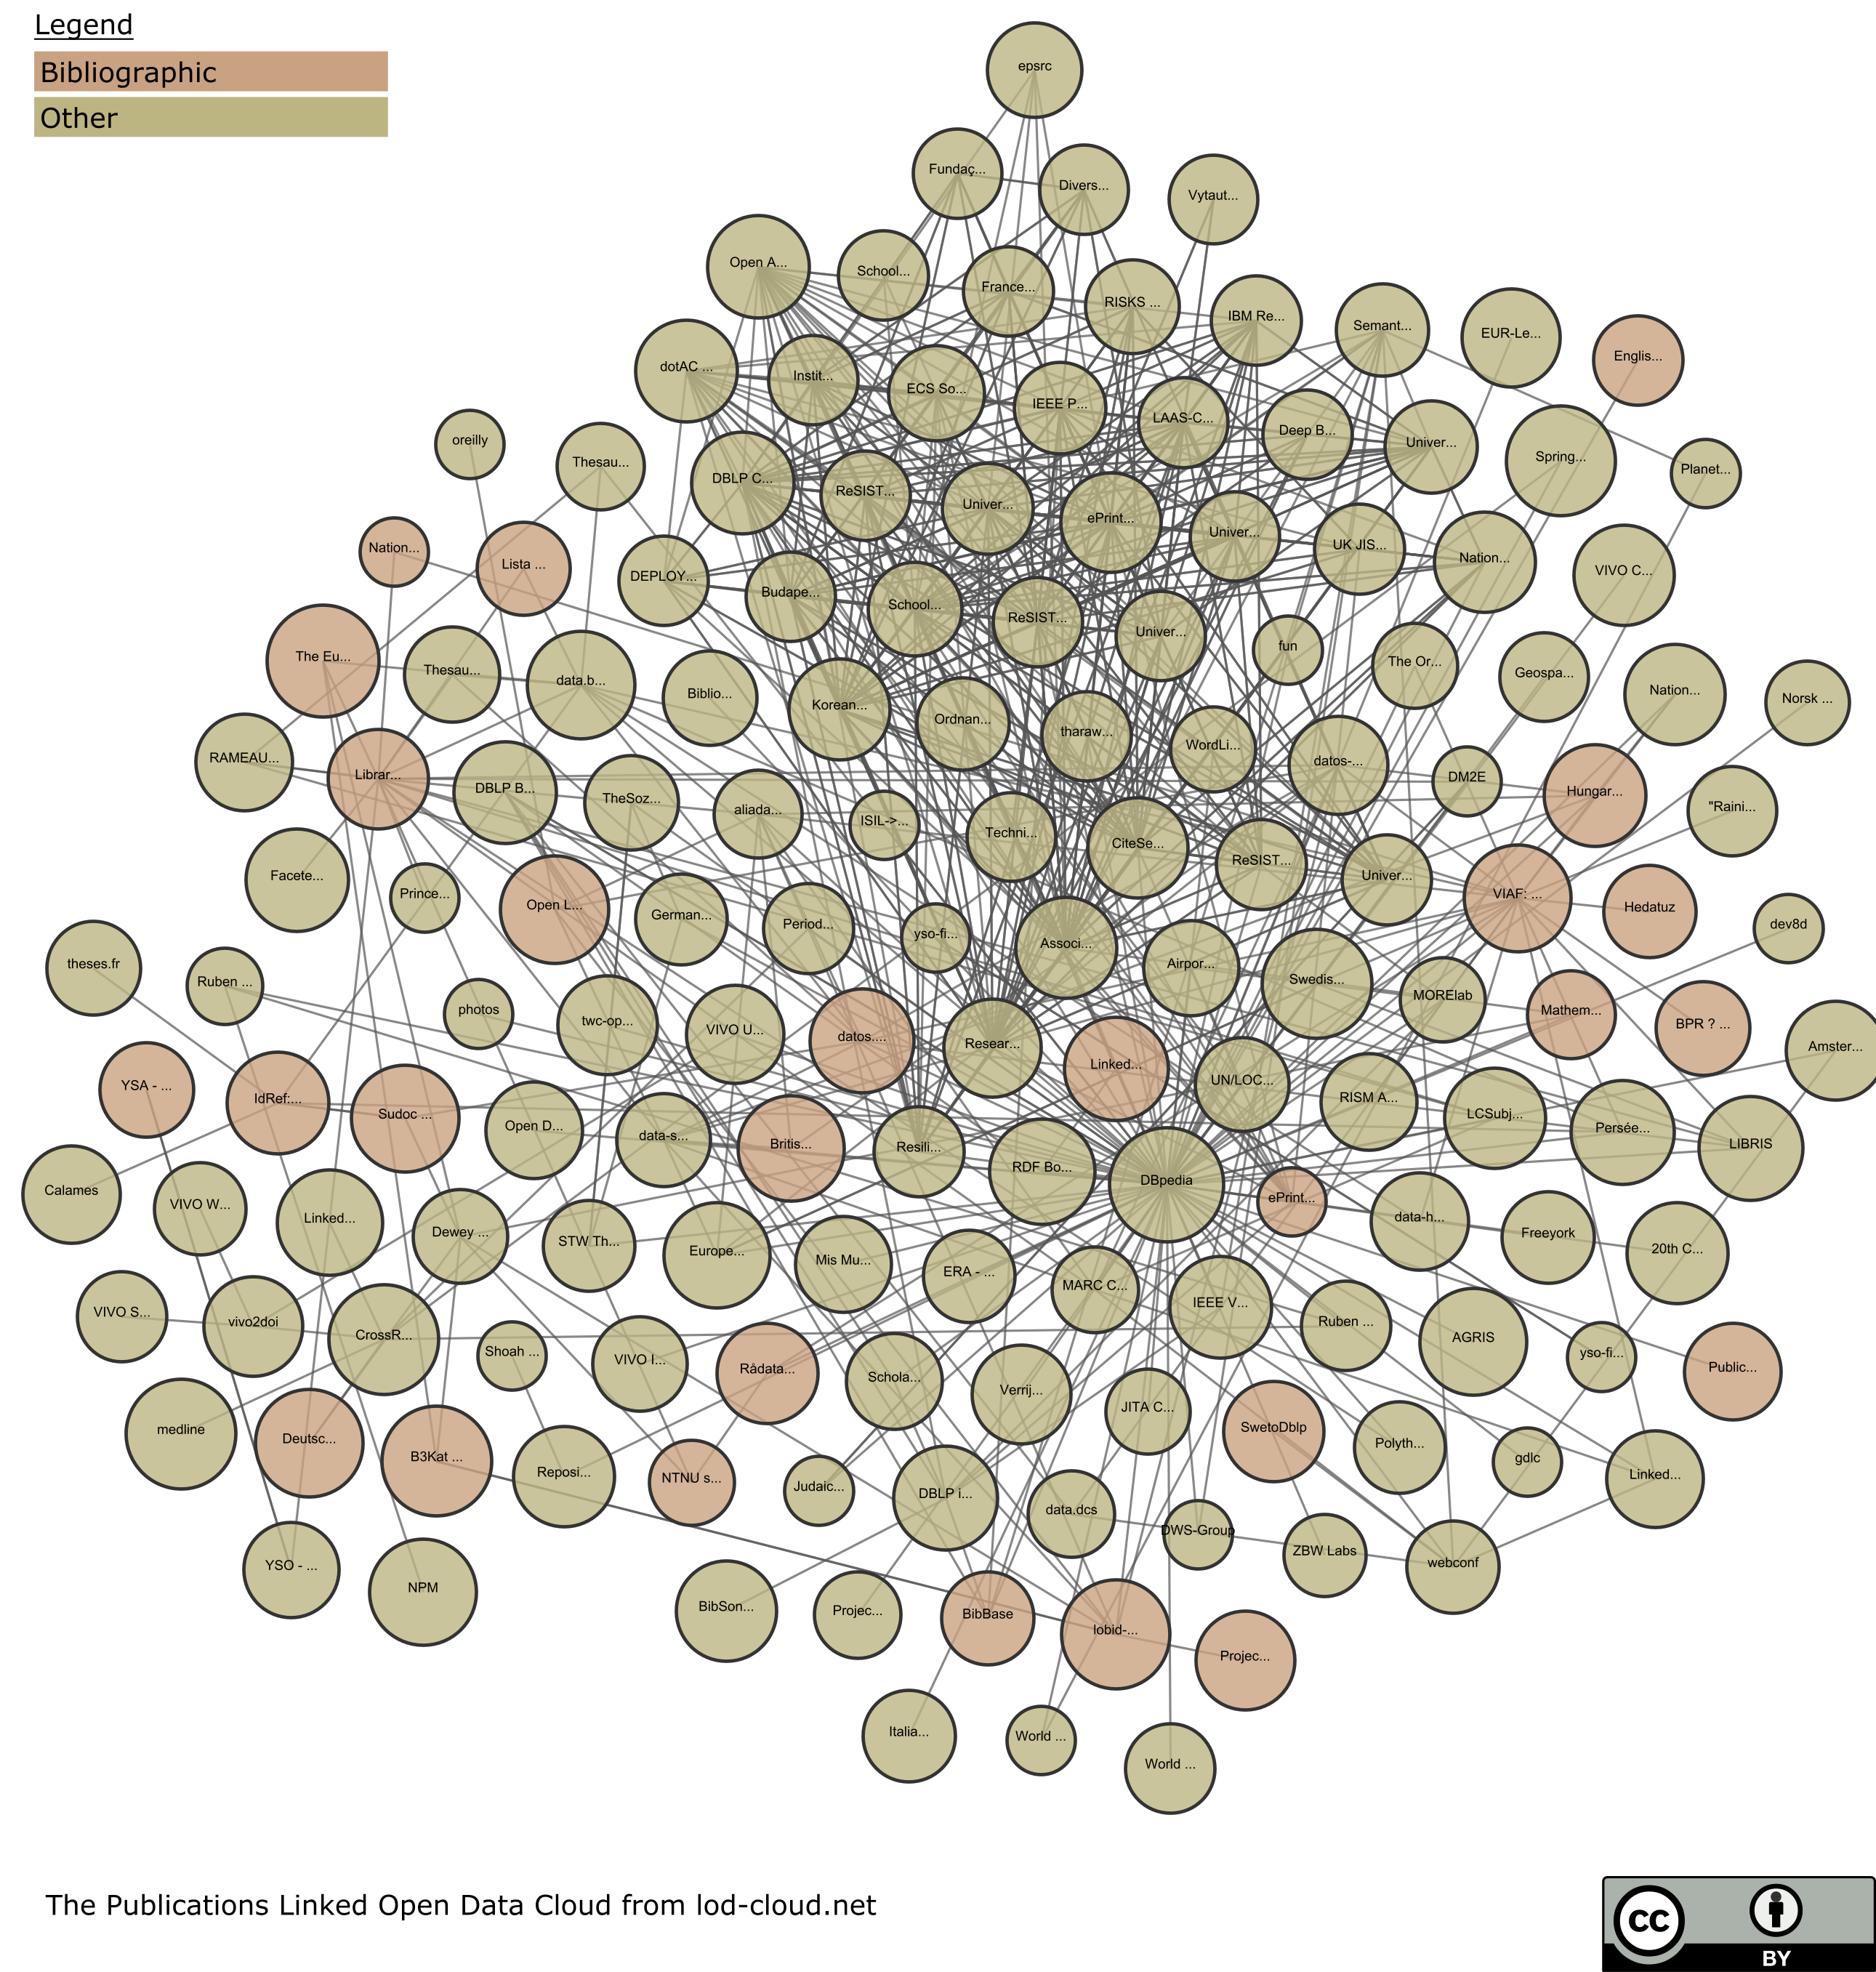 Legend
Bibliographic
Other
epsrc
Fundaç...
Divers...
Vytaut...
Open A...
School...
France...
RISKS ...
IBM Re...
Semant...
EUR-Le...
Englis...
dotAC ...
Instit...
ECS So...
IEEE P...
LAAS-C...
Deep B...
Univer...
Spring...
Planet...
oreilly
Thesau...
DBLP C...
ReSIST...
Univer...
ePrint...
Univer...
UK JIS...
Nation...
VIVO C...
Nation...
Lista ...
DEPLOY...
Budape...
School...
ReSIST...
Univer...
fun
The Or...
Geospa...
Nation...
Norsk ...
The Eu...
Thesau...
data.b...
Biblio...
Korean...
Ordnan...
tharaw...
WordLi...
datos-...
DM2E
Hungar...
"Raini...
RAMEAU...
Librar...
DBLP B...
TheSoz...
aliada...
ISIL->...
Techni...
CiteSe...
ReSIST...
Univer...
VIAF: ...
Hedatuz
dev8d
Facete...
Prince...
Open L...
German...
Period...
yso-fi...
Associ...
Airpor...
Swedis...
MORElab
Mathem...
BPR ? ...
Amster...
theses.fr
Ruben ...
photos
twc-op...
VIVO U...
datos....
Resear...
Linked...
UN/LOC...
RISM A...
LCSubj...
Persée...
LIBRIS
YSA - ...
IdRef:...
Sudoc ...
Open D...
data-s...
Britis...
Resili...
RDF Bo...
DBpedia
ePrint...
data-h...
Freeyork
20th C...
Calames
VIVO W...
Linked...
Dewey ...
STW Th...
Europe...
Mis Mu...
ERA - ...
MARC C...
IEEE V...
Ruben ...
AGRIS
yso-fi...
Public...
VIVO S...
vivo2doi
CrossR...
Shoah ...
VIVO I...
Rådata...
Schola...
Verrij...
JITA C...
SwetoDblp
Polyth...
gdlc
Linked...
medline
Deutsc...
B3Kat ...
Reposi...
NTNU s...
Judaic...
DBLP i...
data.dcs
DWS-Group
ZBW Labs
webconf
YSO - ...
NPM
BibSon...
Projec...
BibBase
lobid-...
Projec...
Italia...
World ...
World ...
The Publications Linked Open Data Cloud from lod-cloud.net
cc
BY